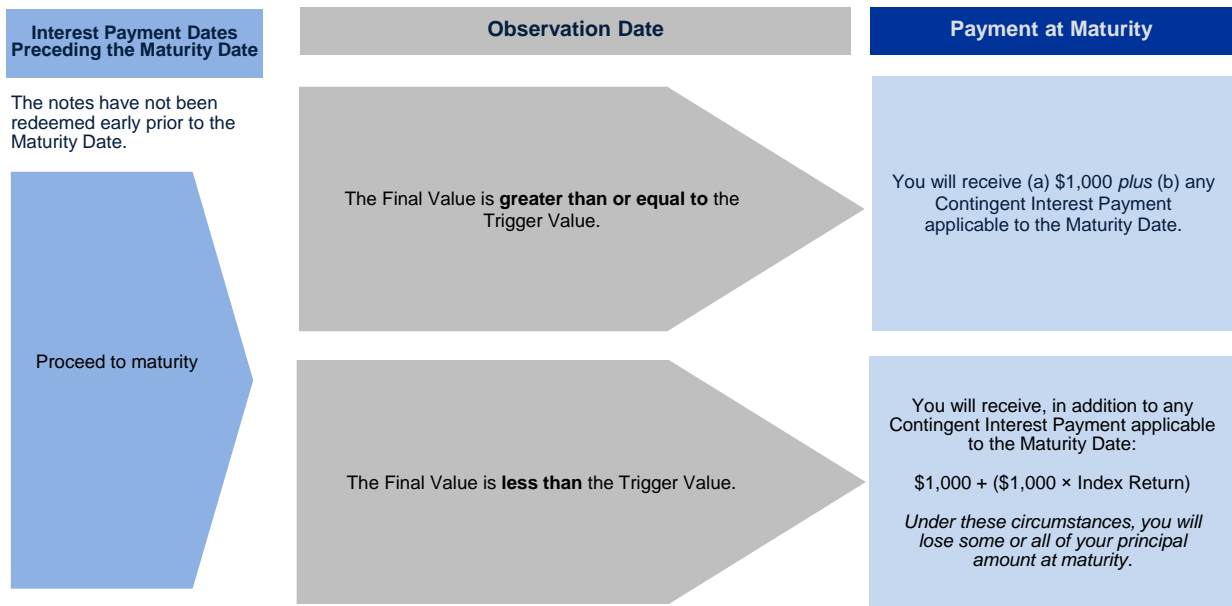 Interest Payment Dates
Preceding the Maturity Date
The notes have not been
redeemed early prior to the
Maturity Date.
Proceed to maturity
Observation Date
The Final Value is greater than or equal to the
Trigger Value.
The Final Value is less than the Trigger Value.
Payment at Maturity
You will receive (a) $1,000 plus (b) any
Contingent Interest Payment
applicable to the Maturity Date.
You will receive, in addition to any
Contingent Interest Payment applicable
to the Maturity Date:
$1,000 + ($1,000 × Index Return)
Under these circumstances, you will
lose some or all of your principal
amount at maturity.